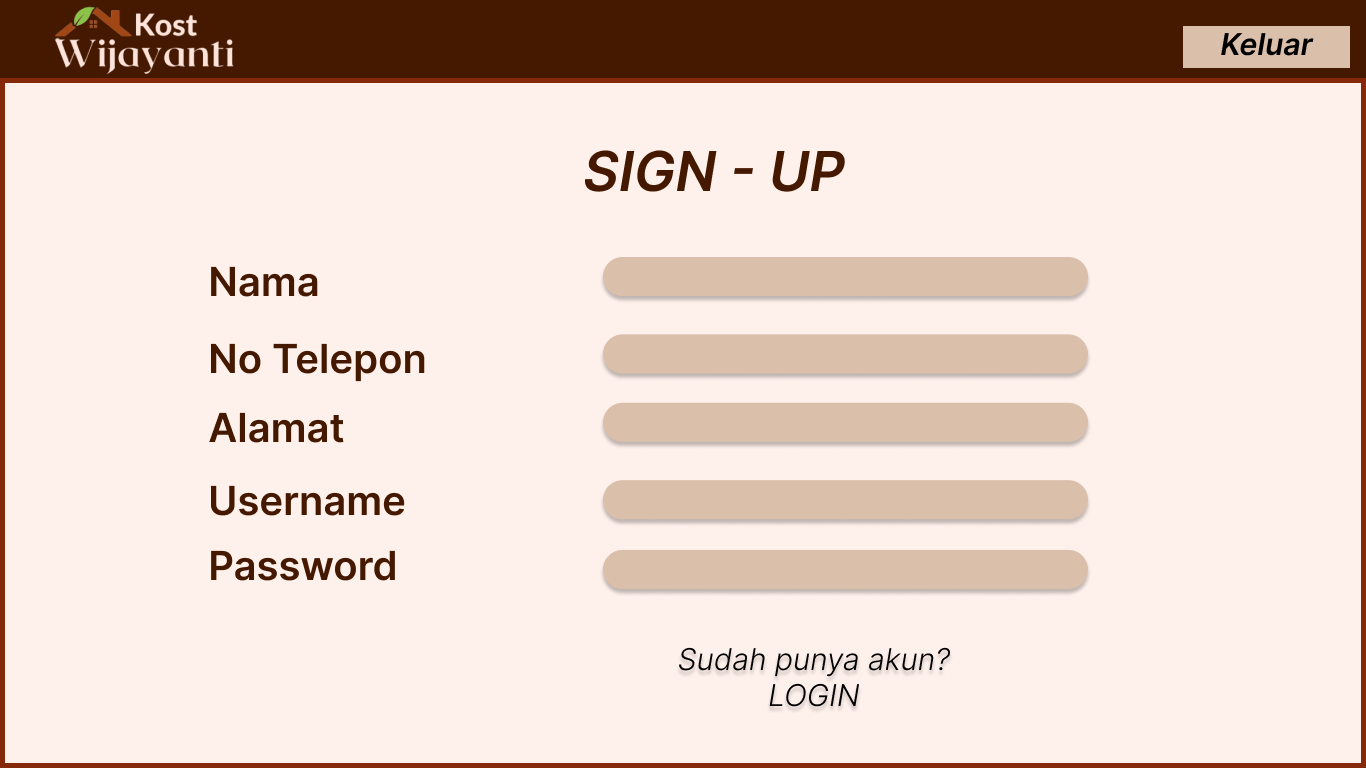 Kost
Wijayanti
Keluar
SIGN - UP
Nama
No Telepon
Alamat
Username
Password
Sudah punya akun?
LOGIN